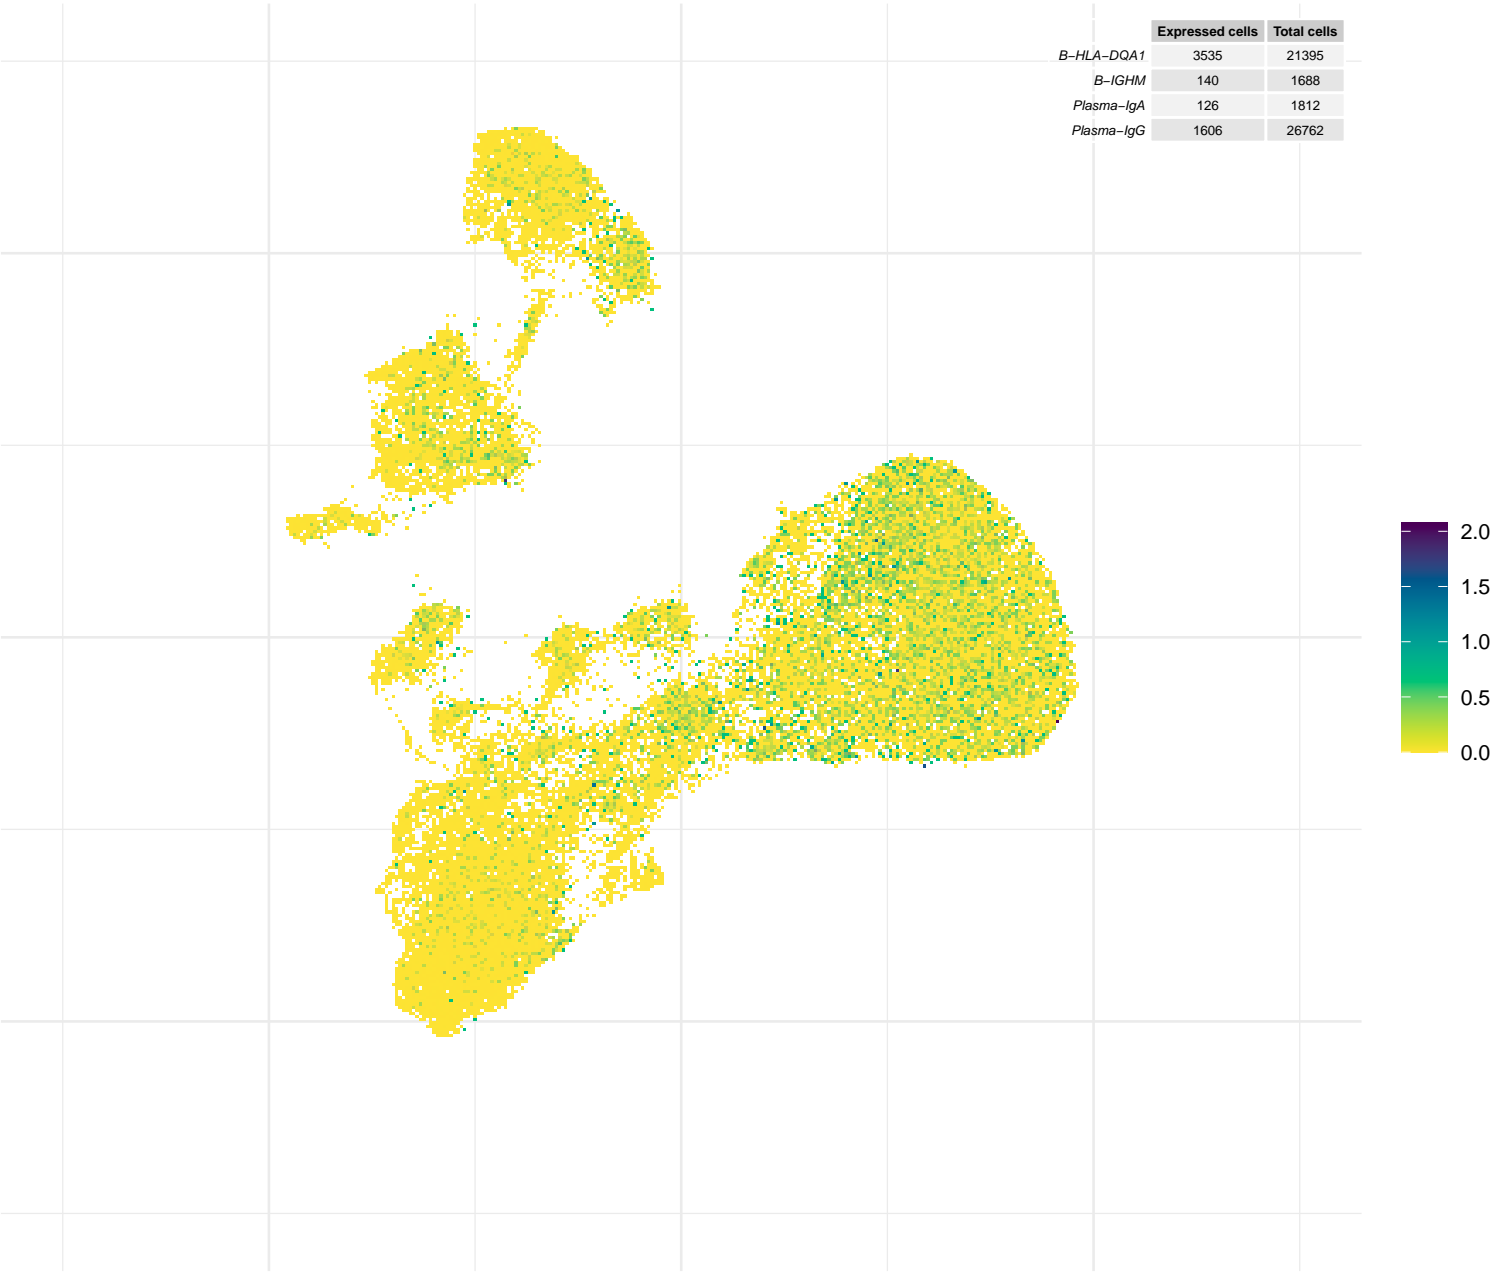 Expressed cells Total cells
B−HLA−DQA1 3535 21395
B−IGHM 140 1688
Plasma−IgA 126 1812
Plasma−IgG 1606 26762
2.0
1.5
1.0
0.5
0.0